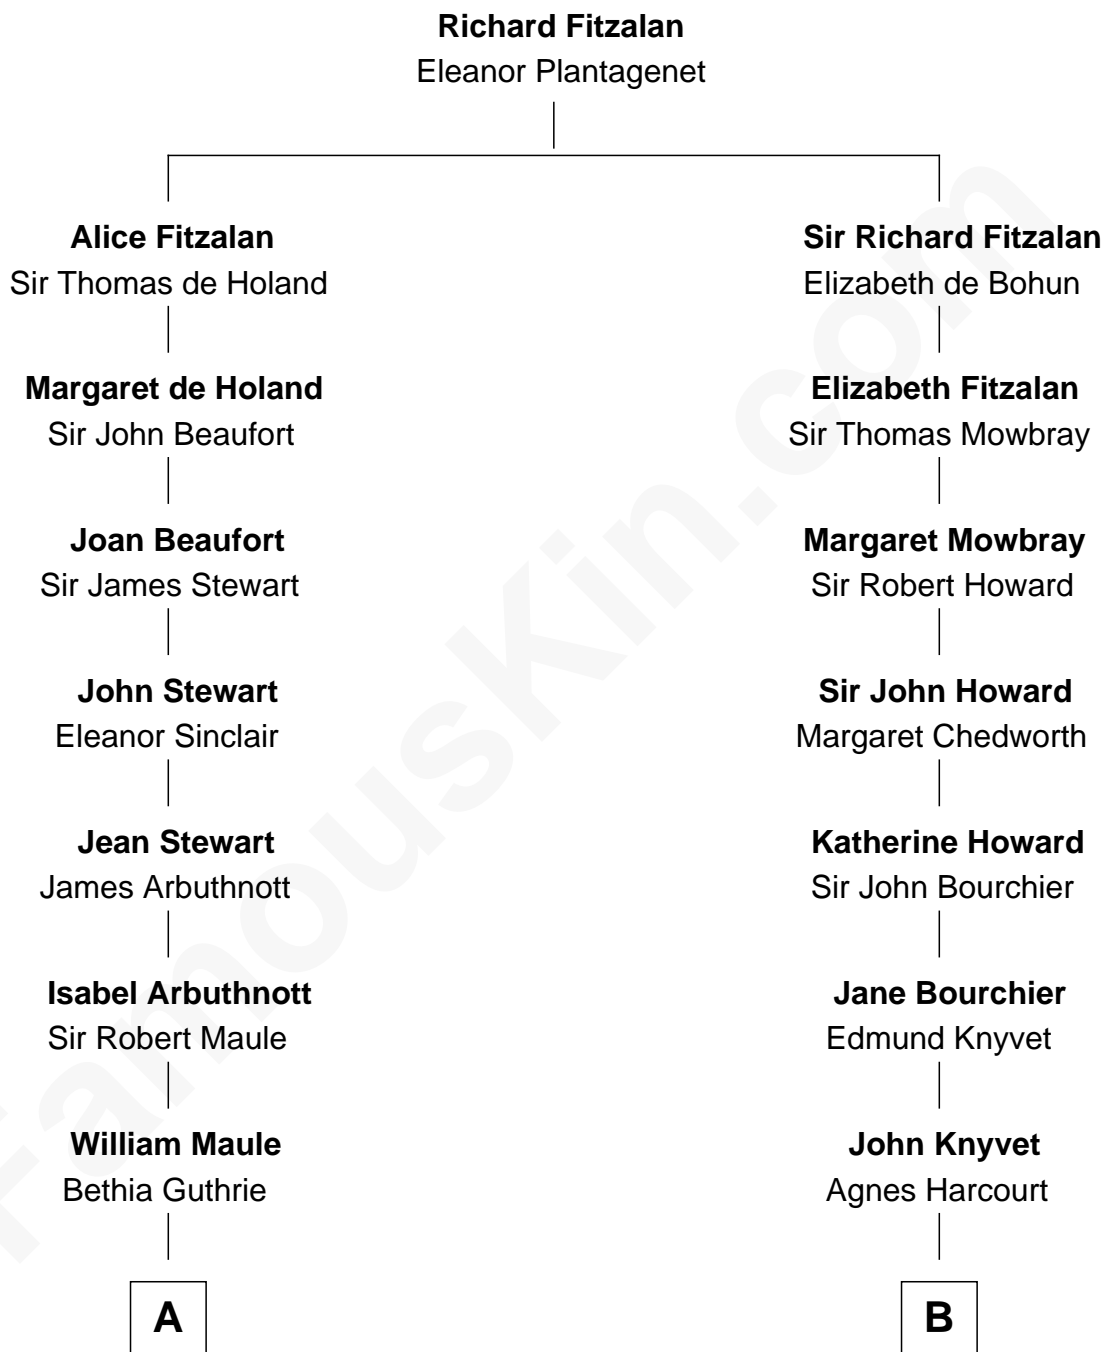 Richard Fitzalan
Eleanor Plantagenet
Alice Fitzalan
Sir Thomas de Holand
Margaret de Holand
Sir John Beaufort
Joan Beaufort
Sir James Stewart
John Stewart
Eleanor Sinclair
Jean Stewart
James Arbuthnott
Isabel Arbuthnott
Sir Robert Maule
William Maule
Bethia Guthrie
A
Sir Richard Fitzalan
Elizabeth de Bohun
Elizabeth Fitzalan
Sir Thomas Mowbray
Margaret Mowbray
Sir Robert Howard
Sir John Howard
Margaret Chedworth
Katherine Howard
Sir John Bourchier
Jane Bourchier
Edmund Knyvet
John Knyvet
Agnes Harcourt
B
FamousKin.com